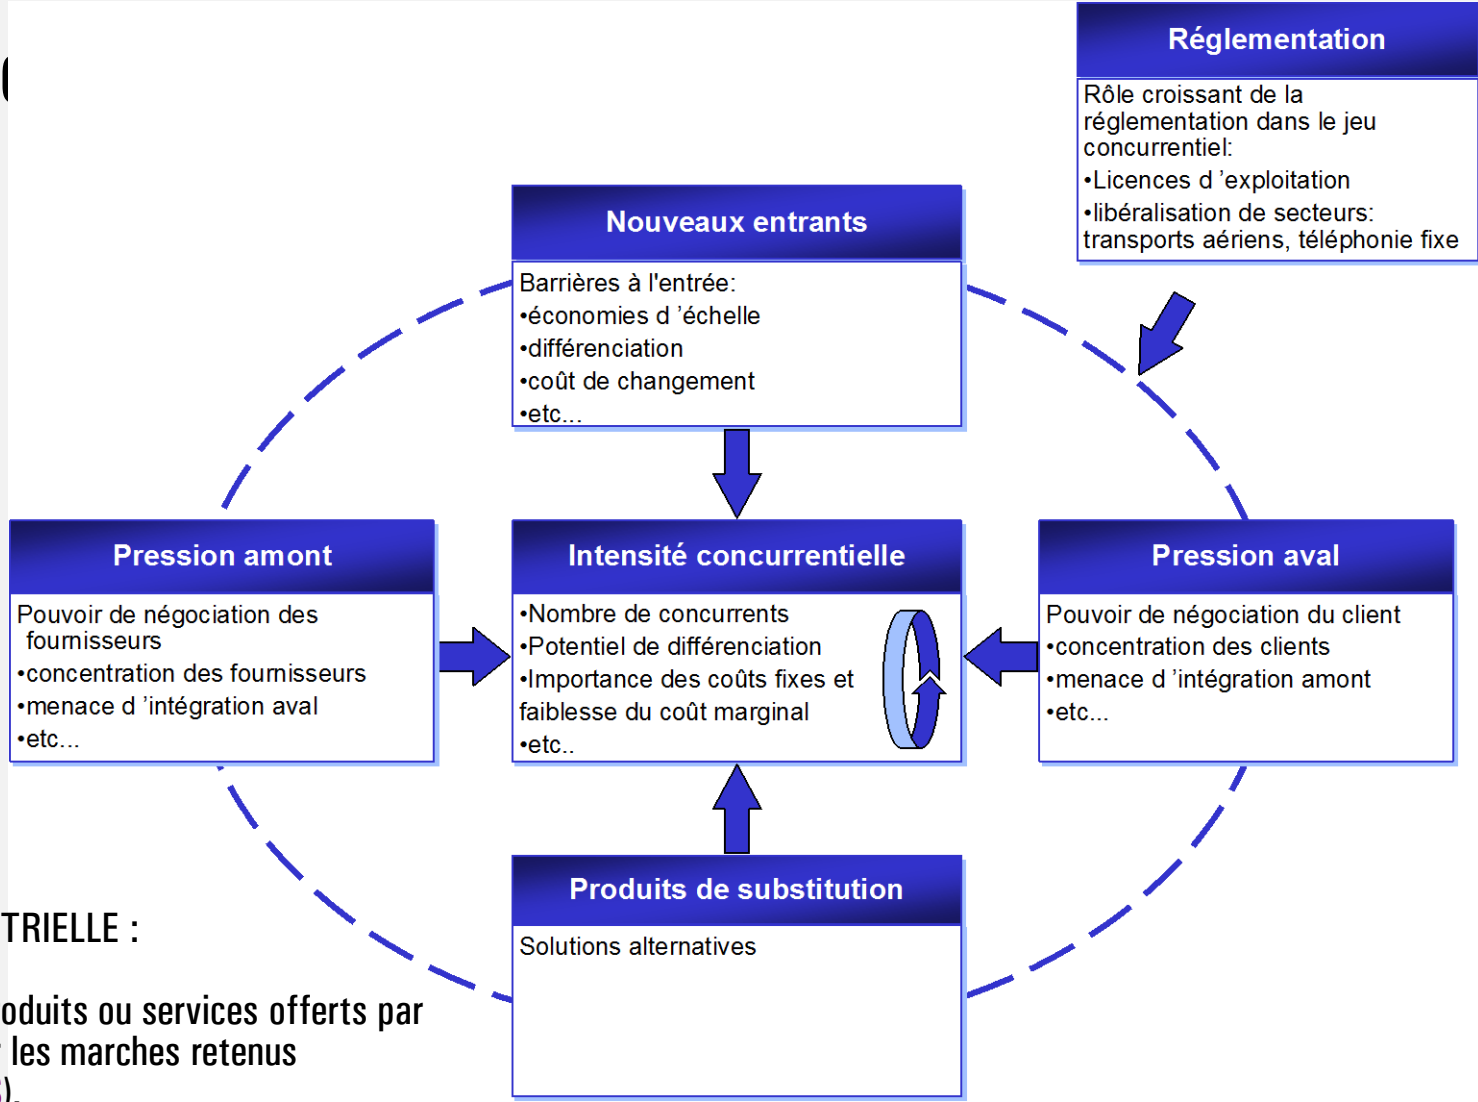 Réglementation
Rôle croissant de la
réglementation dans le jeu
concurrentiel:
•Licences d ’exploitation
•libéralisation de secteurs:
transports aériens, téléphonie fixe
Nouveaux entrants
Barrières à l'entrée:
•économies d ’échelle
•différenciation
•coût de changement
•etc...
Pression amont
Pouvoir de négociation des
fournisseurs
•concentration des fournisseurs
•menace d ’intégration aval
•etc...
Intensité concurrentielle
•Nombre de concurrents
•Potentiel de différenciation
•Importance des coûts fixes et
faiblesse du coût marginal
•etc..
Pression aval
Pouvoir de négociation du client
•concentration des clients
•menace d ’intégration amont
•etc...
Produits de substitution
Solutions alternatives
TRIELLE :
oduits ou services offerts par
les marches retenus
).